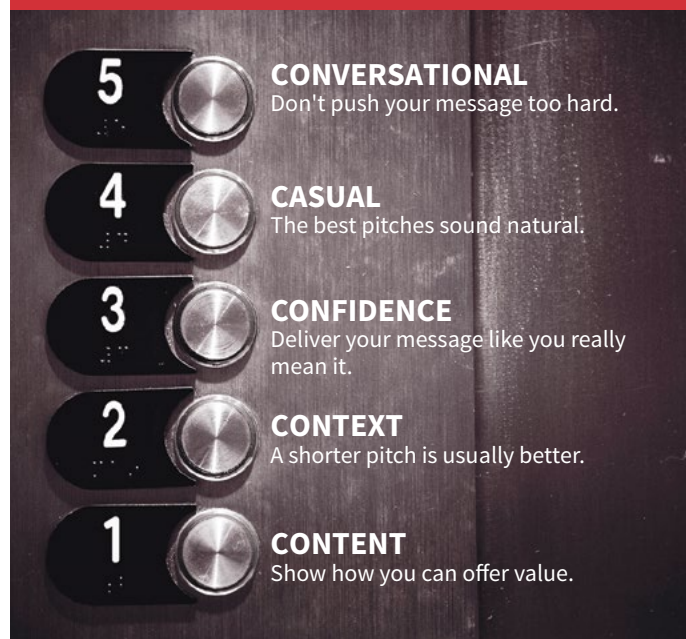 5
CONVERSATIONAL
Don't push your message too hard.
4
CASUAL
The best pitches sound natural.
3
CONFIDENCE
Deliver your message like you really
mean it.
2
CONTEXT
A shorter pitch is usually better.
1
CONTENT
Show how you can offer value.